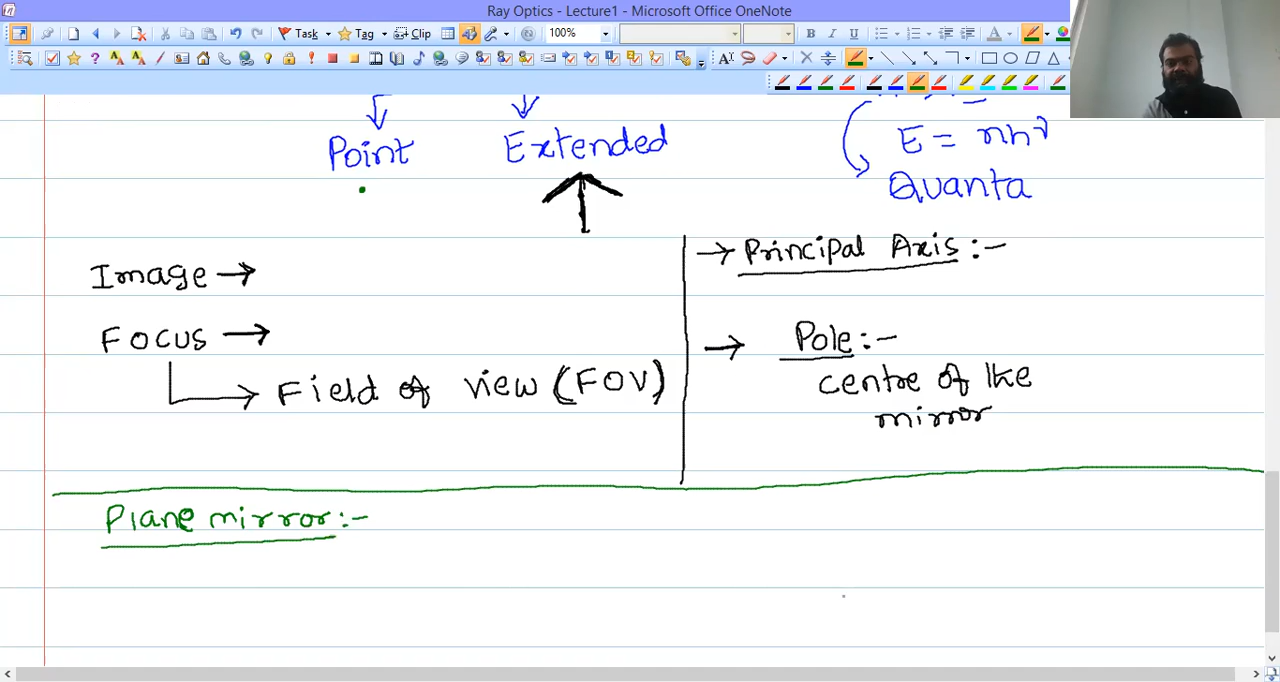 Ray Optics - Lecture1 - Microsoft Office OneNote
Task
Tag
Clip
100%
B I U
Point
Extended
E = nhν
Quanta
Image →
Focus →
Field of view (FOV)
→ Principal Axis :-
→ Pole :-
centre of the
mirror
Plane mirror :-